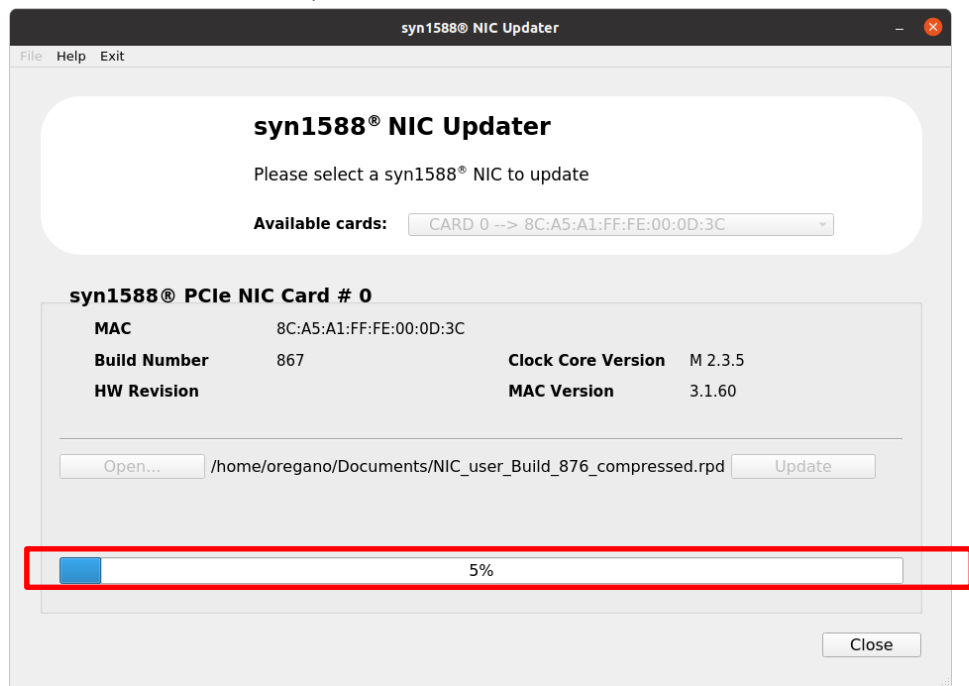 syn1588® NIC Updater
File Help Exit
syn1588® NIC Updater
Please select a syn1588® NIC to update
Available cards: CARD 0 --> 8C:A5:A1:FF:FE:00:0D:3C
syn1588® PCIe NIC Card # 0
MAC 8C:A5:A1:FF:FE:00:0D:3C
Build Number 867 Clock Core Version M 2.3.5
HW Revision MAC Version 3.1.60
Open... /home/oregano/Documents/NIC_user_Build_876_compressed.rpd Update
5%
Close